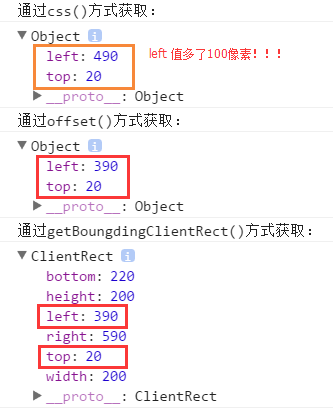 通过css()方式获取：
▼Object i
left: 490
left 值多了100像素！！！
top: 20
▶__proto__: Object
通过offset()方式获取：
▼Object i
left: 390
top: 20
▶__proto__: Object
通过getBoungdingClientRect()方式获取：
▼ClientRect i
bottom: 220
height: 200
left: 390
right: 590
top: 20
width: 200
▶__proto__: ClientRect